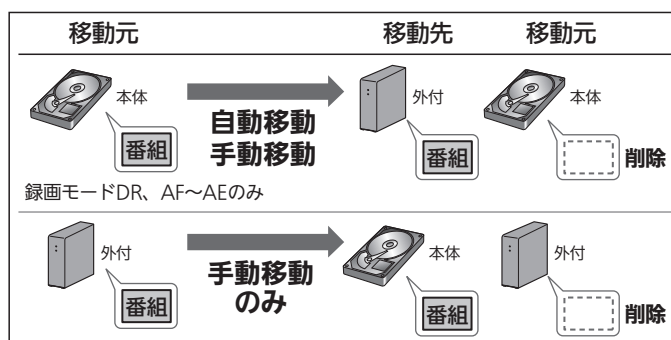 移動元 移動先 移動元
本体 外付 本体
自動移動
手動移動
番組 番組 削除
録画モードDR、AF～AEのみ
外付 本体 外付
手動移動
のみ
番組 番組 削除